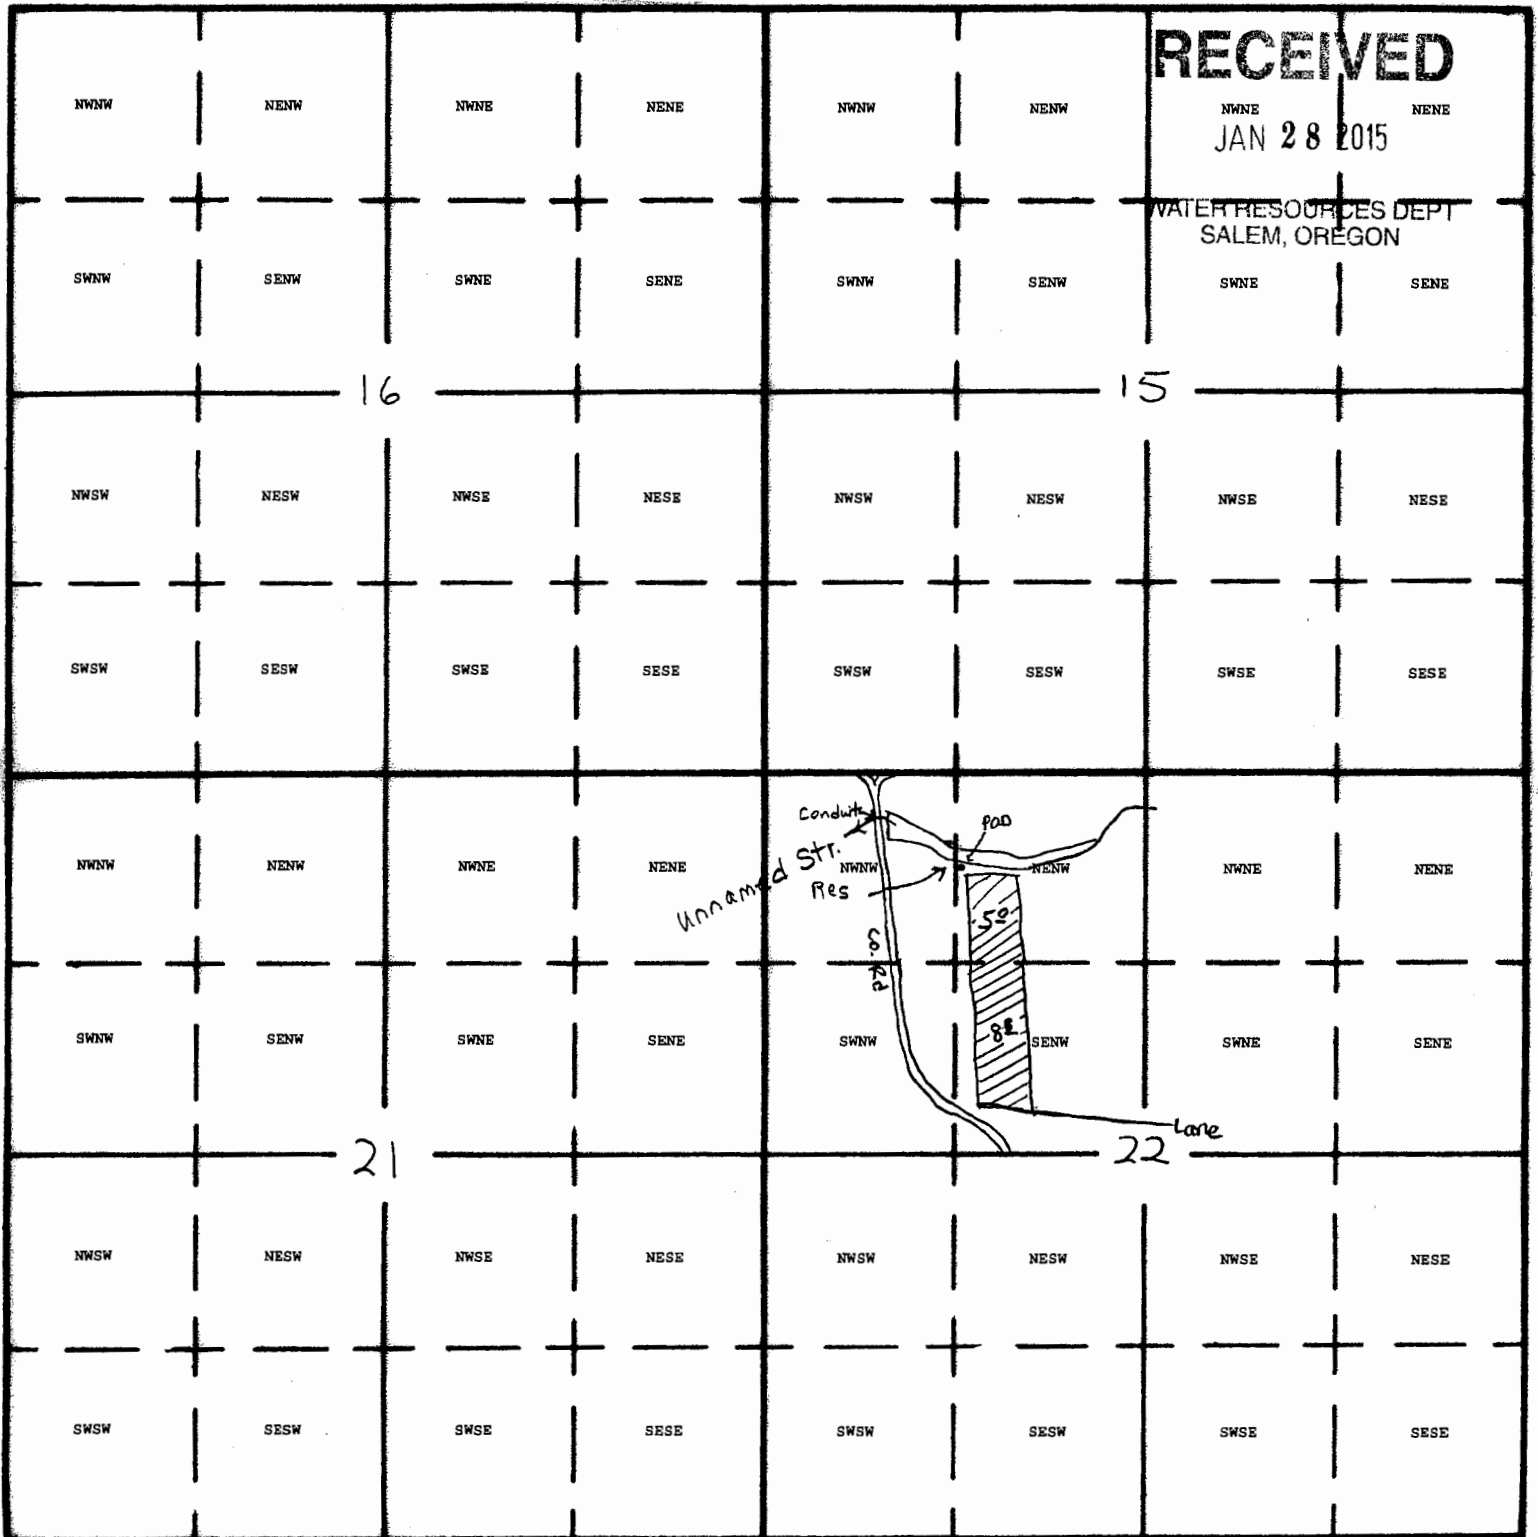 RECEIVED
NWNW NENW NWNE NENE NWNW NENW NWNE NENE
JAN 28 2015
WATER RESOURCES DEPT
SALEM, OREGON
SWNW SENW SWNE SENE SWNW SENW SWNE SENE
16 15
NWSW NESW NWSE NESE NWSW NESW NWSE NESE
SWSW SESW SWSE SESE SWSW SESW SWSE SESE
Conduit
POD
Unnamed Str.
NWNW NENW NWNE NENE NWNW NENW NWNE NENE
Res
5.0
Co. Rd
SWNW SENW SWNE SENE SWNW SENW SWNE SENE
Lane
21 22
NWSW NESW NWSE NESE NWSW NESW NWSE NESE
SWSW SESW SWSE SESE SWSW SESW SWSE SESE